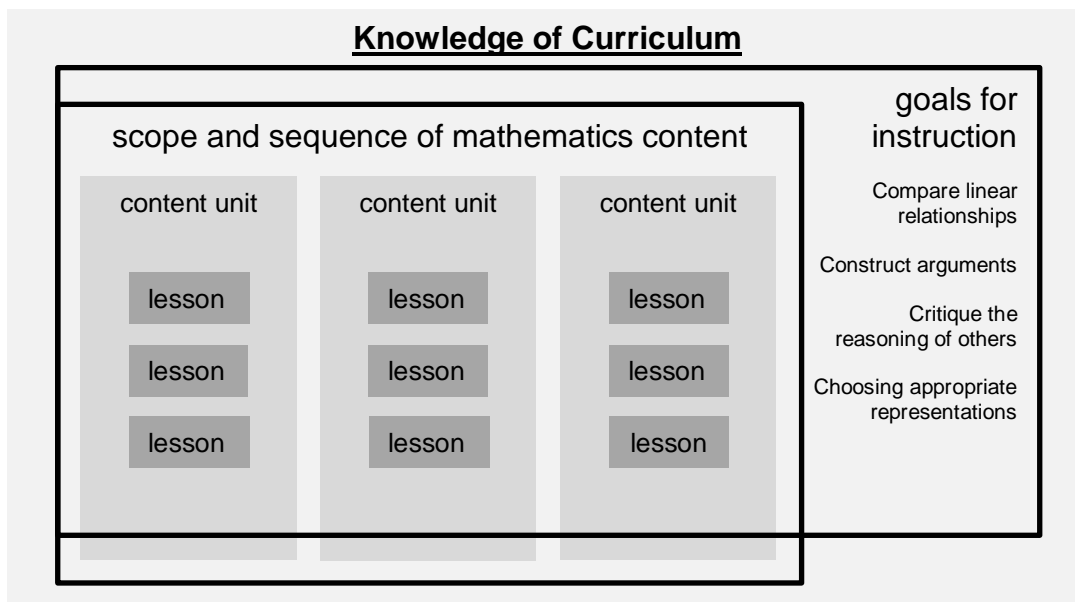 Knowledge of Curriculum
scope and sequence of mathematics content
content unit
lesson
lesson
lesson
content unit
lesson
lesson
lesson
content unit
lesson
lesson
lesson
goals for
instruction
Compare linear
relationships
Construct arguments
Critique the
reasoning of others
Choosing appropriate
representations